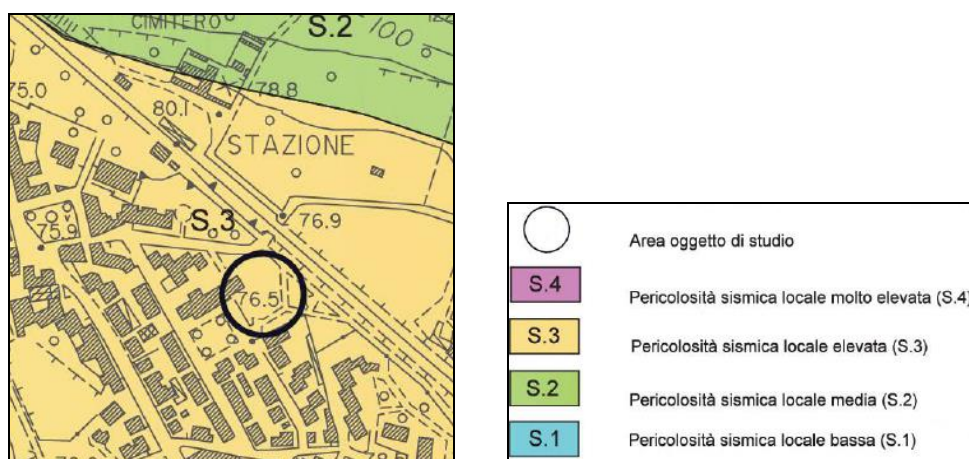 CIMITERO
S.2
100
75.0
78.8
80.1
STAZIONE
S.3
76.9
75.9
76.5
Area oggetto di studio
S.4
Pericolosità sismica locale molto elevata (S.4)
S.3
Pericolosità sismica locale elevata (S.3)
S.2
Pericolosità sismica locale media (S.2)
S.1
Pericolosità sismica locale bassa (S.1)